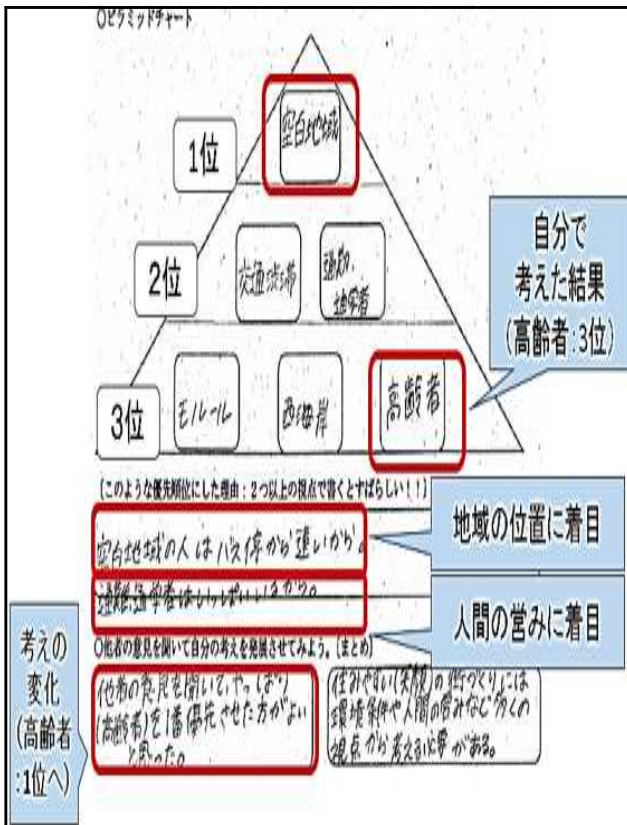 ○ピラミッドチャート
1位
空白地域
2位
交通渋滞
通勤、
通学者
自分で
考えた結果
(高齢者:3位)
3位
モノレール
西海岸
高齢者
[このような優先順位にした理由:2つ以上の視点で書くとすばらしい!!]
空白地域の人はバス停から遠いから。
地域の位置に着目
通勤通学者はいっぱいいるから。
人間の営みに着目
○他者の意見を聞いて自分の考えを発展させてみよう。[まとめ]
考えの
変化
(高齢者
:1位へ)
他者の意見を聞いて、やっぱり
(高齢者)を1番優先させた方がよい
と思った。
住みやすい(笑顔)の街づくりには
環境条件や人間の営みなど多くの
視点から考える必要がある。